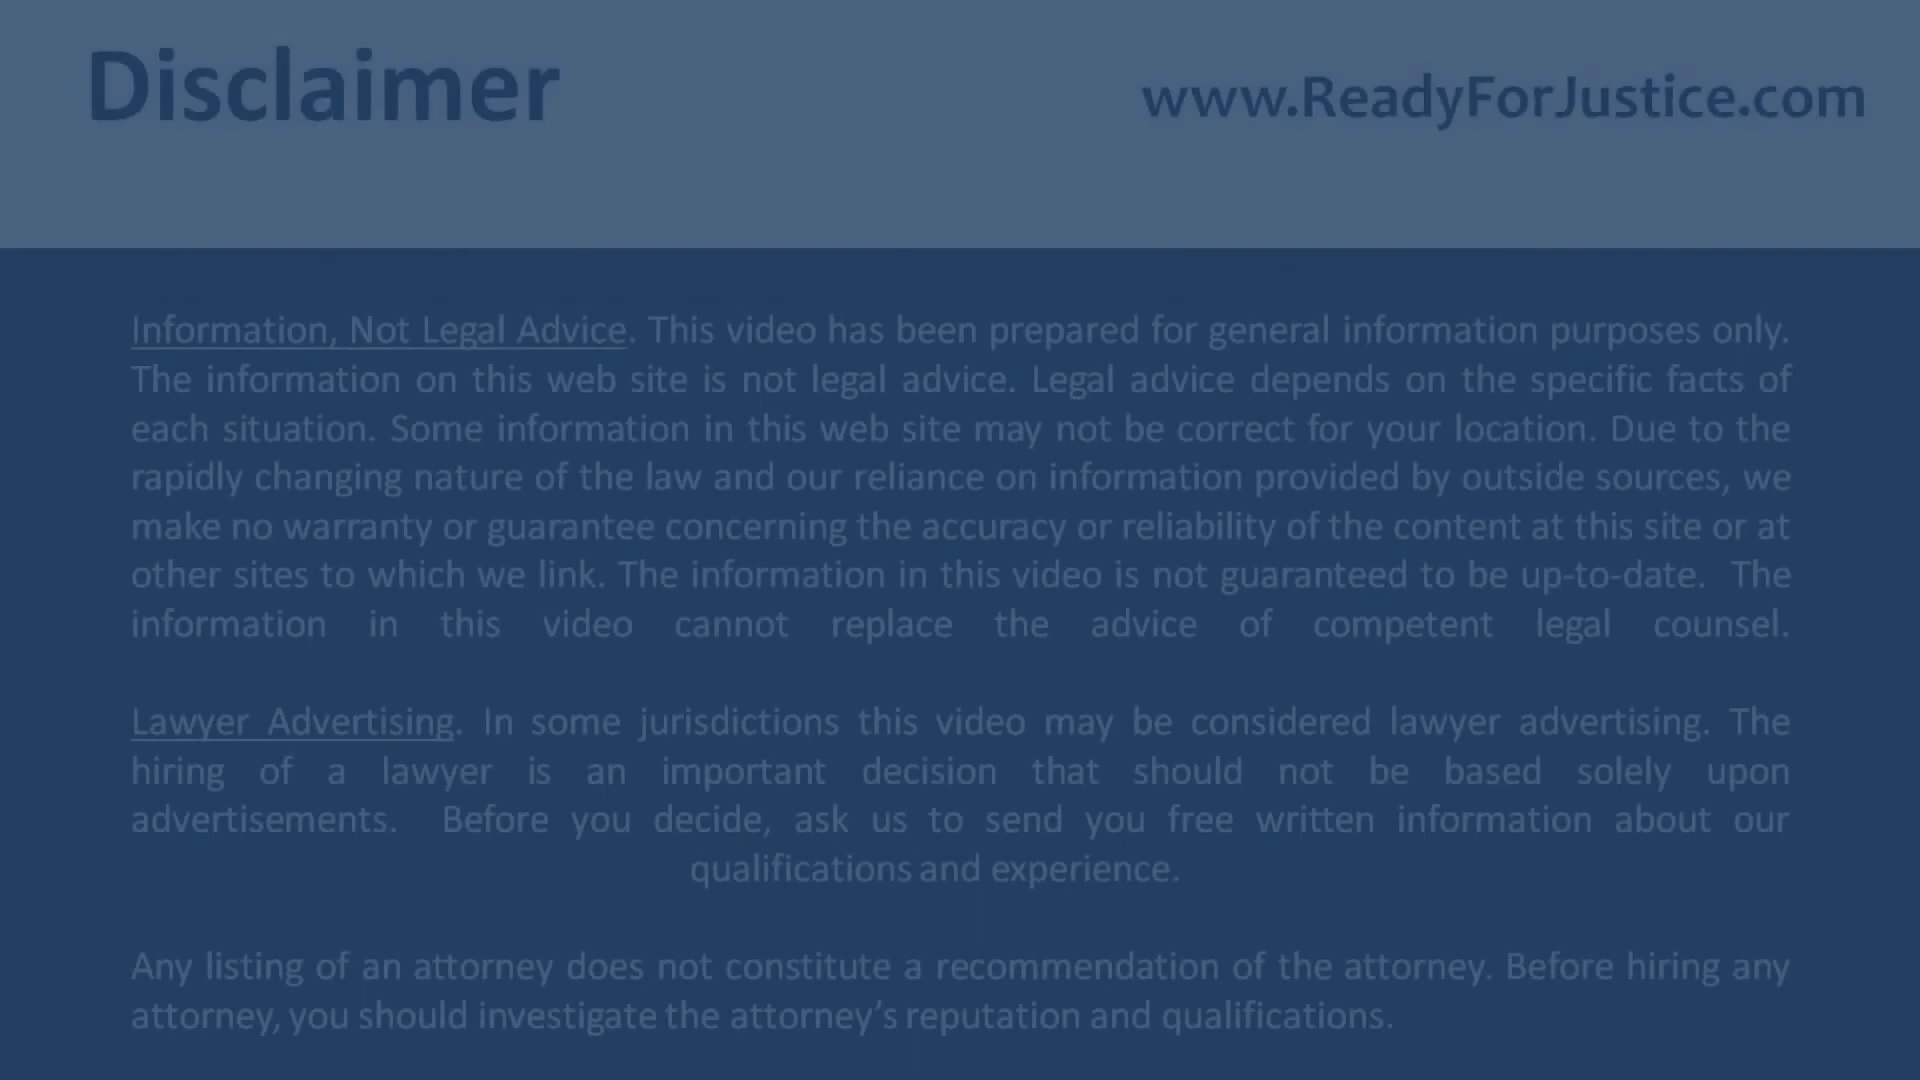 Disclaimer
www.ReadyForJustice.com
Information, Not Legal Advice. This video has been prepared for general information purposes only.
The information on this web site is not legal advice. Legal advice depends on the specific facts of
each situation. Some information in this web site may not be correct for your location. Due to the
rapidly changing nature of the law and our reliance on information provided by outside sources, we
make no warranty or guarantee concerning the accuracy or reliability of the content at this site or at
other sites to which we link. The information in this video is not guaranteed to be up-to-date. The
information in this video cannot replace the advice of competent legal counsel.
Lawyer Advertising. In some jurisdictions this video may be considered lawyer advertising. The
hiring of a lawyer is an important decision that should not be based solely upon
advertisements. Before you decide, ask us to send you free written information about our
qualifications and experience.
Any listing of an attorney does not constitute a recommendation of the attorney. Before hiring any
attorney, you should investigate the attorney’s reputation and qualifications.